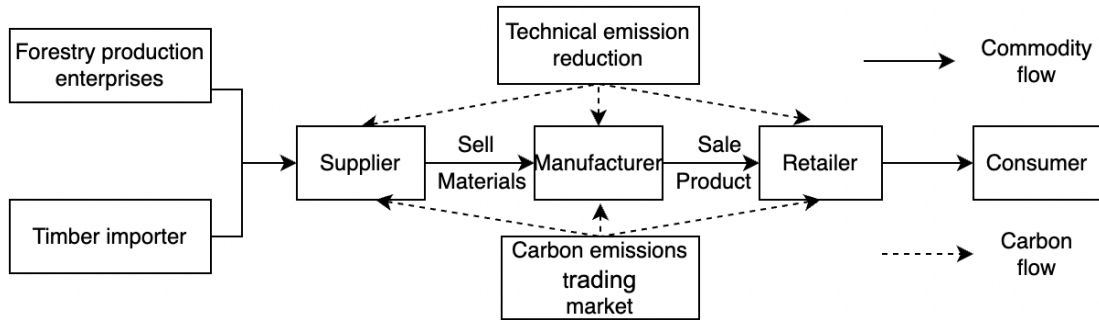 Forestry production
enterprises
Technical emission
reduction
Commodity
flow
Supplier
Sell
Materials
Manufacturer
Sale
Product
Retailer
Consumer
Timber importer
Carbon emissions
trading
market
Carbon
flow